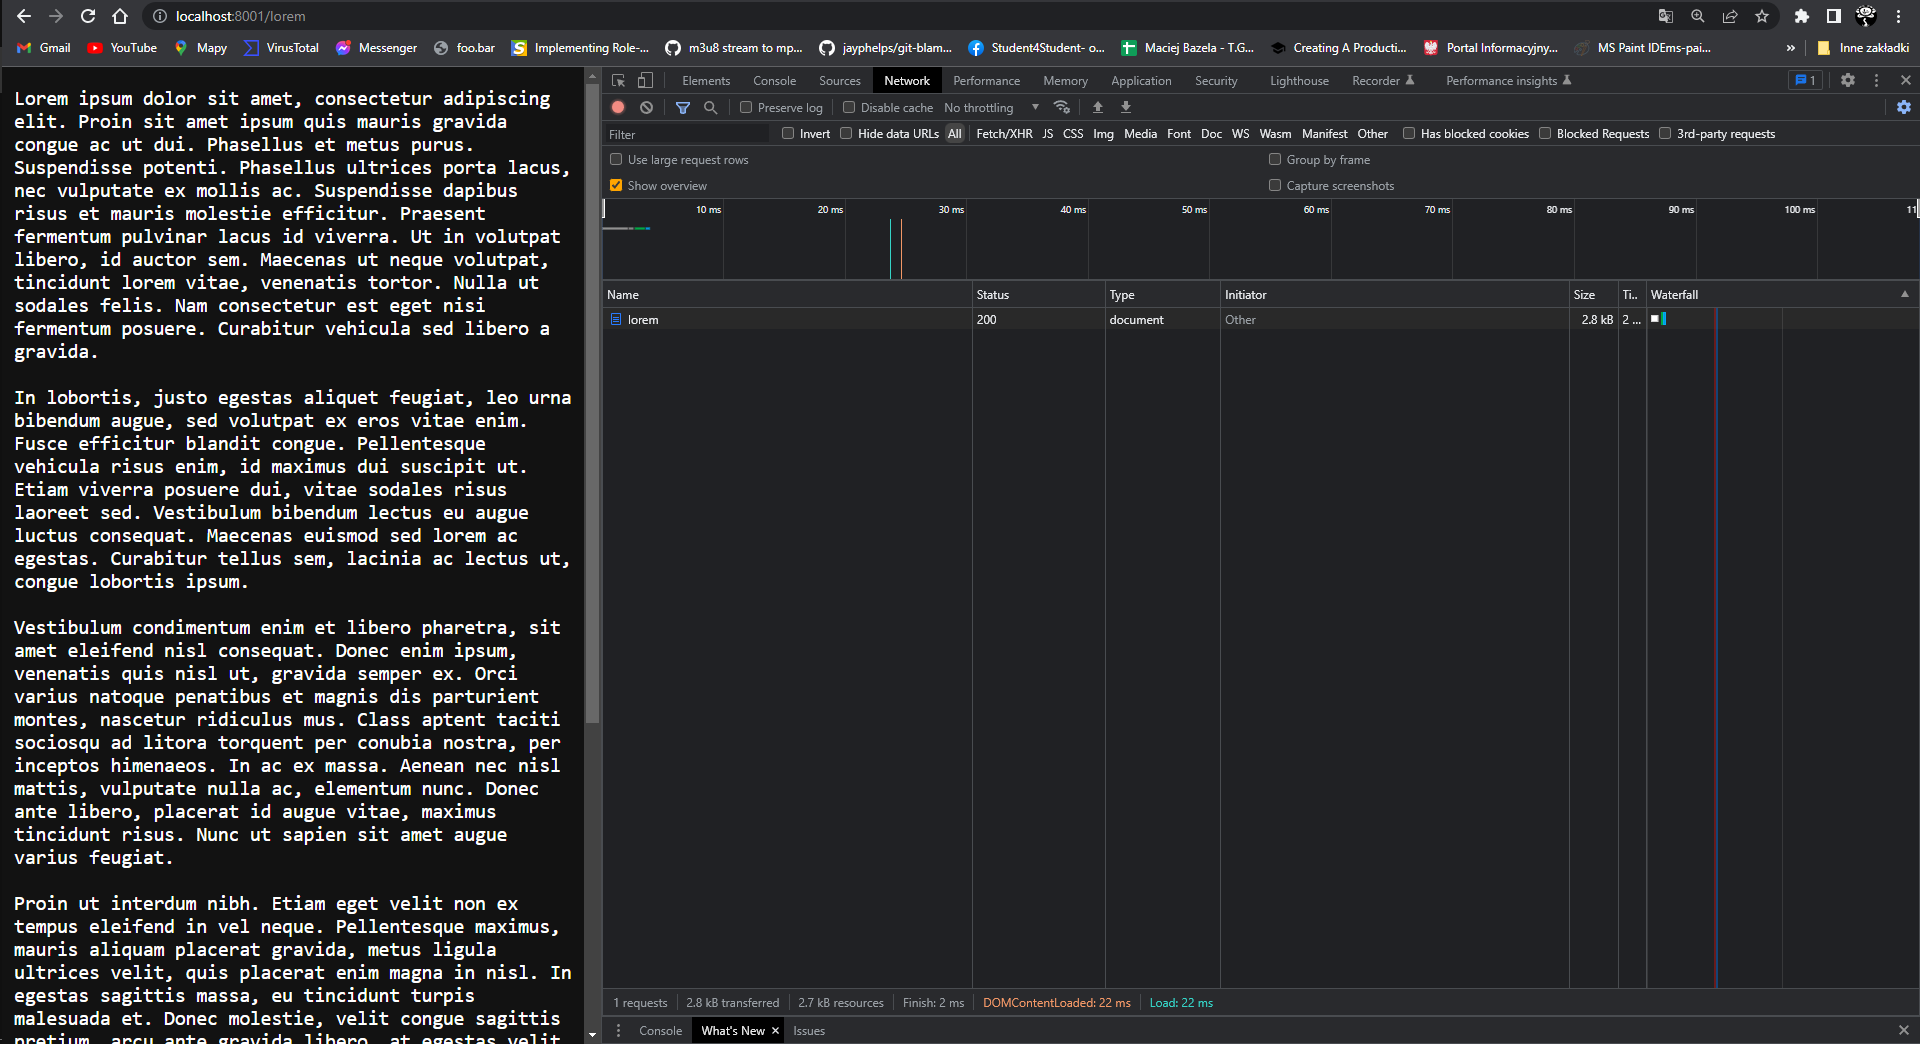 localhost:8001/lorem
Gmail YouTube Mapy VirusTotal Messenger foo.bar Implementing Role-... m3u8 stream to mp... jayphelps/git-blam... Student4Student- o... Maciej Bazela - T.G... Creating A Producti... Portal Informacyjny... MS Paint IDEms-pai... » Inne zakładki
Lorem ipsum dolor sit amet, consectetur adipiscing
elit. Proin sit amet ipsum quis mauris gravida
congue ac ut dui. Phasellus et metus purus.
Suspendisse potenti. Phasellus ultrices porta lacus,
nec vulputate ex mollis ac. Suspendisse dapibus
risus et mauris molestie efficitur. Praesent
fermentum pulvinar lacus id viverra. Ut in volutpat
libero, id auctor sem. Maecenas ut neque volutpat,
tincidunt lorem vitae, venenatis tortor. Nulla ut
sodales felis. Nam consectetur est eget nisi
fermentum posuere. Curabitur vehicula sed libero a
gravida.
In lobortis, justo egestas aliquet feugiat, leo urna
bibendum augue, sed volutpat ex eros vitae enim.
Fusce efficitur blandit congue. Pellentesque
vehicula risus enim, id maximus dui suscipit ut.
Etiam viverra posuere dui, vitae sodales risus
laoreet sed. Vestibulum bibendum lectus eu augue
luctus consequat. Maecenas euismod sed lorem ac
egestas. Curabitur tellus sem, lacinia ac lectus ut,
congue lobortis ipsum.
Vestibulum condimentum enim et libero pharetra, sit
amet eleifend nisl consequat. Donec enim ipsum,
venenatis quis nisl ut, gravida semper ex. Orci
varius natoque penatibus et magnis dis parturient
montes, nascetur ridiculus mus. Class aptent taciti
sociosqu ad litora torquent per conubia nostra, per
inceptos himenaeos. In ac ex massa. Aenean nec nisl
mattis, vulputate nulla ac, elementum nunc. Donec
ante libero, placerat id augue vitae, maximus
tincidunt risus. Nunc ut sapien sit amet augue
varius feugiat.
Proin ut interdum nibh. Etiam eget velit non ex
tempus eleifend in vel neque. Pellentesque maximus,
mauris aliquam placerat gravida, metus ligula
ultrices velit, quis placerat enim magna in nisl. In
egestas sagittis massa, eu tincidunt turpis
malesuada et. Donec molestie, velit congue sagittis
pretium, arcu ante gravida libero, at egestas velit
Elements Console Sources Network Performance Memory Application Security Lighthouse Recorder Performance insights 1
Preserve log Disable cache No throttling
Filter Invert Hide data URLs All Fetch/XHR JS CSS Img Media Font Doc WS Wasm Manifest Other Has blocked cookies Blocked Requests 3rd-party requests
Use large request rows Group by frame
Show overview Capture screenshots
10 ms 20 ms 30 ms 40 ms 50 ms 60 ms 70 ms 80 ms 90 ms 100 ms 11
Name Status Type Initiator Size Ti.. Waterfall
lorem 200 document Other 2.8 kB 2 ...
1 requests 2.8 kB transferred 2.7 kB resources Finish: 2 ms DOMContentLoaded: 22 ms Load: 22 ms
Console What's New Issues